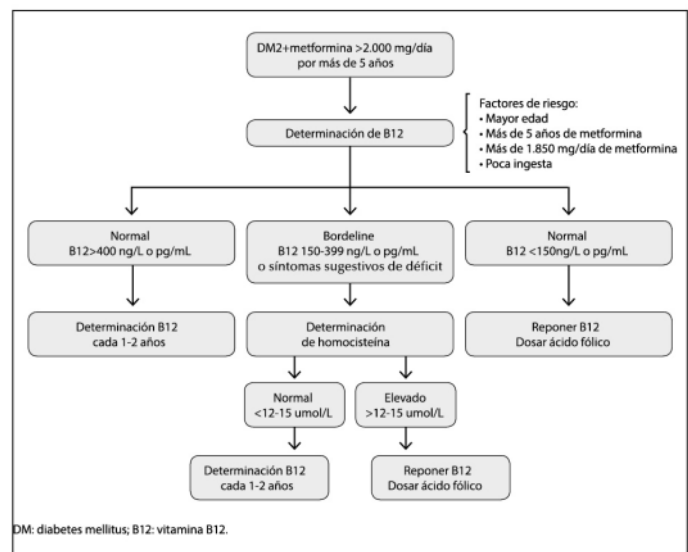 DM2+metformina >2.000 mg/día
por más de 5 años
Determinación de B12
Factores de riesgo:
• Mayor edad
• Más de 5 años de metformina
• Más de 1.850 mg/día de metformina
• Poca ingesta
Normal
B12>400 ng/L o pg/mL
Bordeline
B12 150-399 ng/L o pg/mL
o síntomas sugestivos de déficit
Normal
B12 <150ng/L o pg/mL
Determinación B12
cada 1-2 años
Determinación
de homocisteína
Reponer B12
Dosar ácido fólico
Normal
<12-15 umol/L
Elevado
>12-15 umol/L
Determinación B12
cada 1-2 años
Reponer B12
Dosar ácido fólico
DM: diabetes mellitus; B12: vitamina B12.